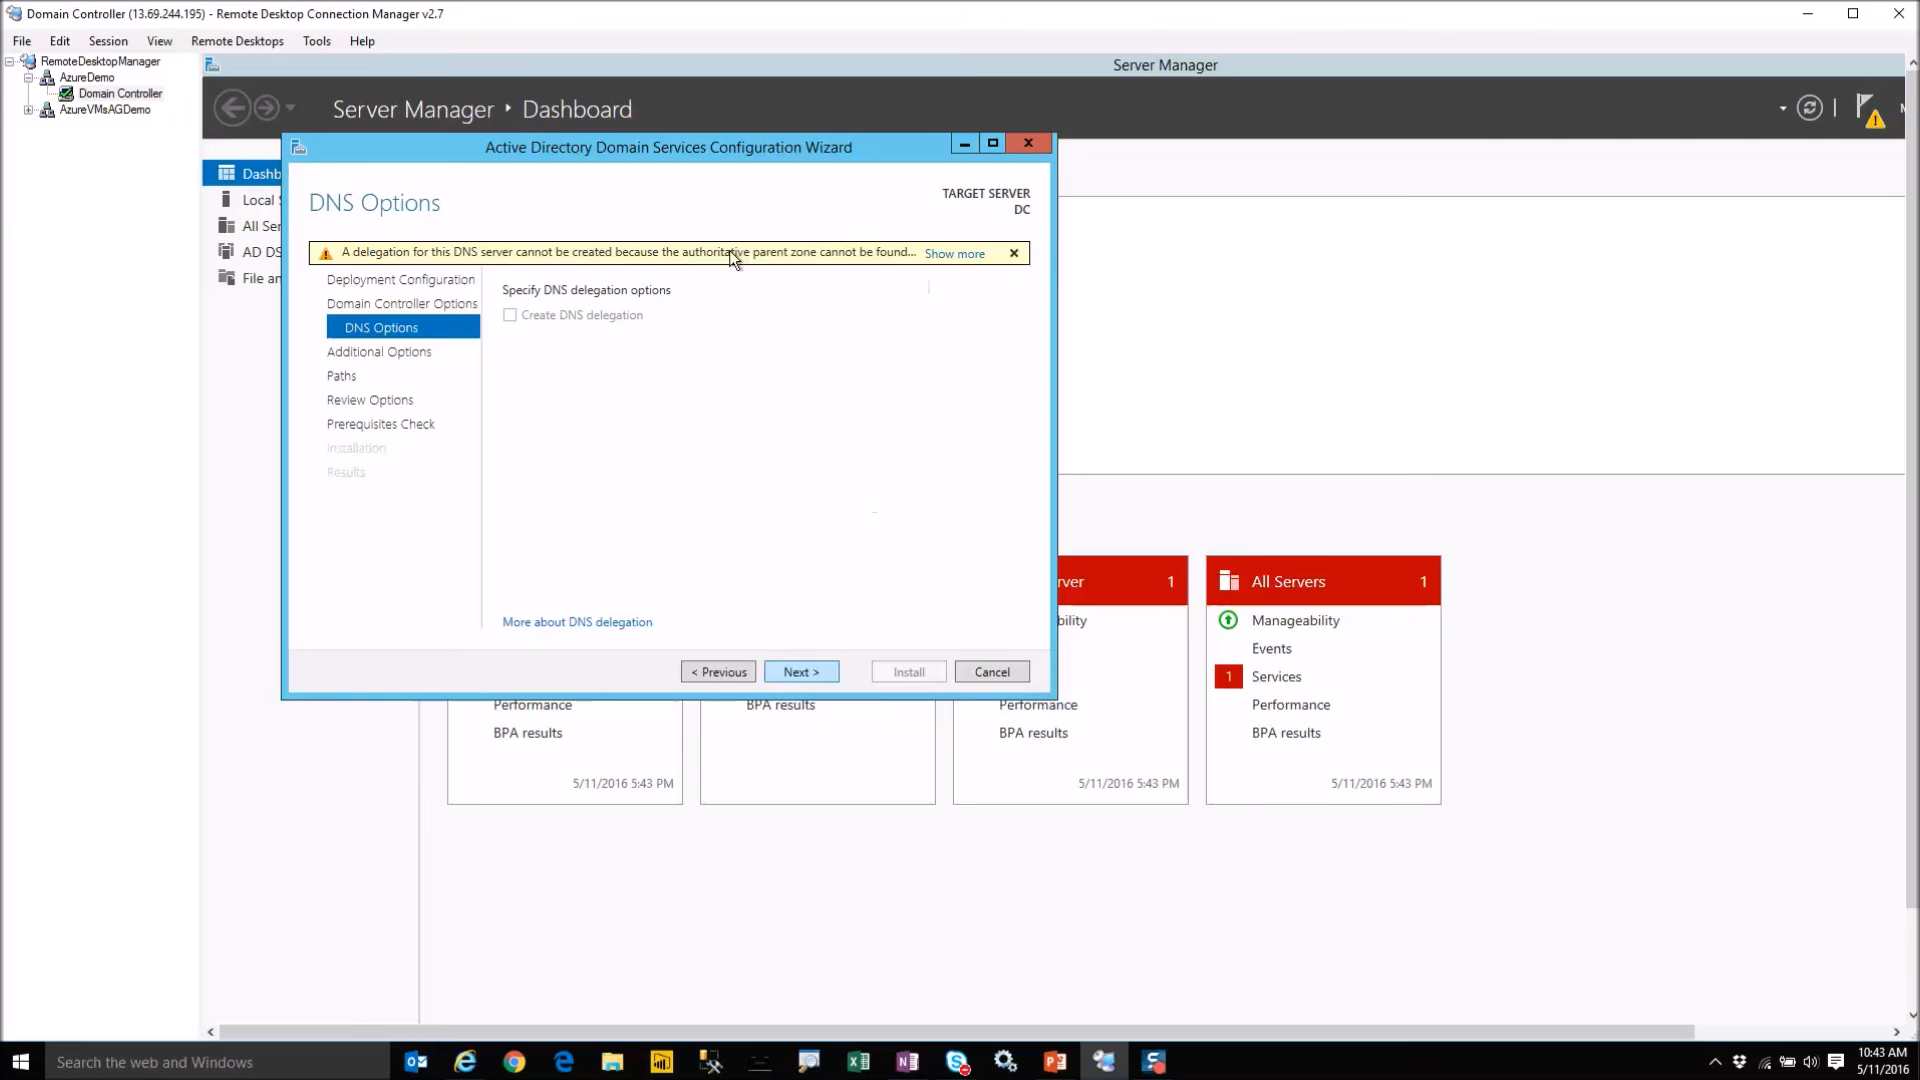 Domain Controller (13.69.244.195) - Remote Desktop Connection Manager v2.7
File Edit Session View Remote Desktops Tools Help
RemoteDesktopManager
AzureDemo
Domain Controller
AzureVMsAGDemo
Server Manager
Server Manager • Dashboard
Dashb
Local
All Ser
AD DS
File an
Active Directory Domain Services Configuration Wizard
DNS Options
TARGET SERVER
DC
A delegation for this DNS server cannot be created because the authoritative parent zone cannot be found... Show more
Deployment Configuration
Domain Controller Options
DNS Options
Additional Options
Paths
Review Options
Prerequisites Check
Installation
Results
Specify DNS delegation options
Create DNS delegation
More about DNS delegation
< Previous Next > Install Cancel
Performance
BPA results
5/11/2016 5:43 PM
BPA results
rver 1
bility
Performance
BPA results
5/11/2016 5:43 PM
All Servers 1
Manageability
Events
1 Services
Performance
BPA results
5/11/2016 5:43 PM
Search the web and Windows
10:43 AM
5/11/2016